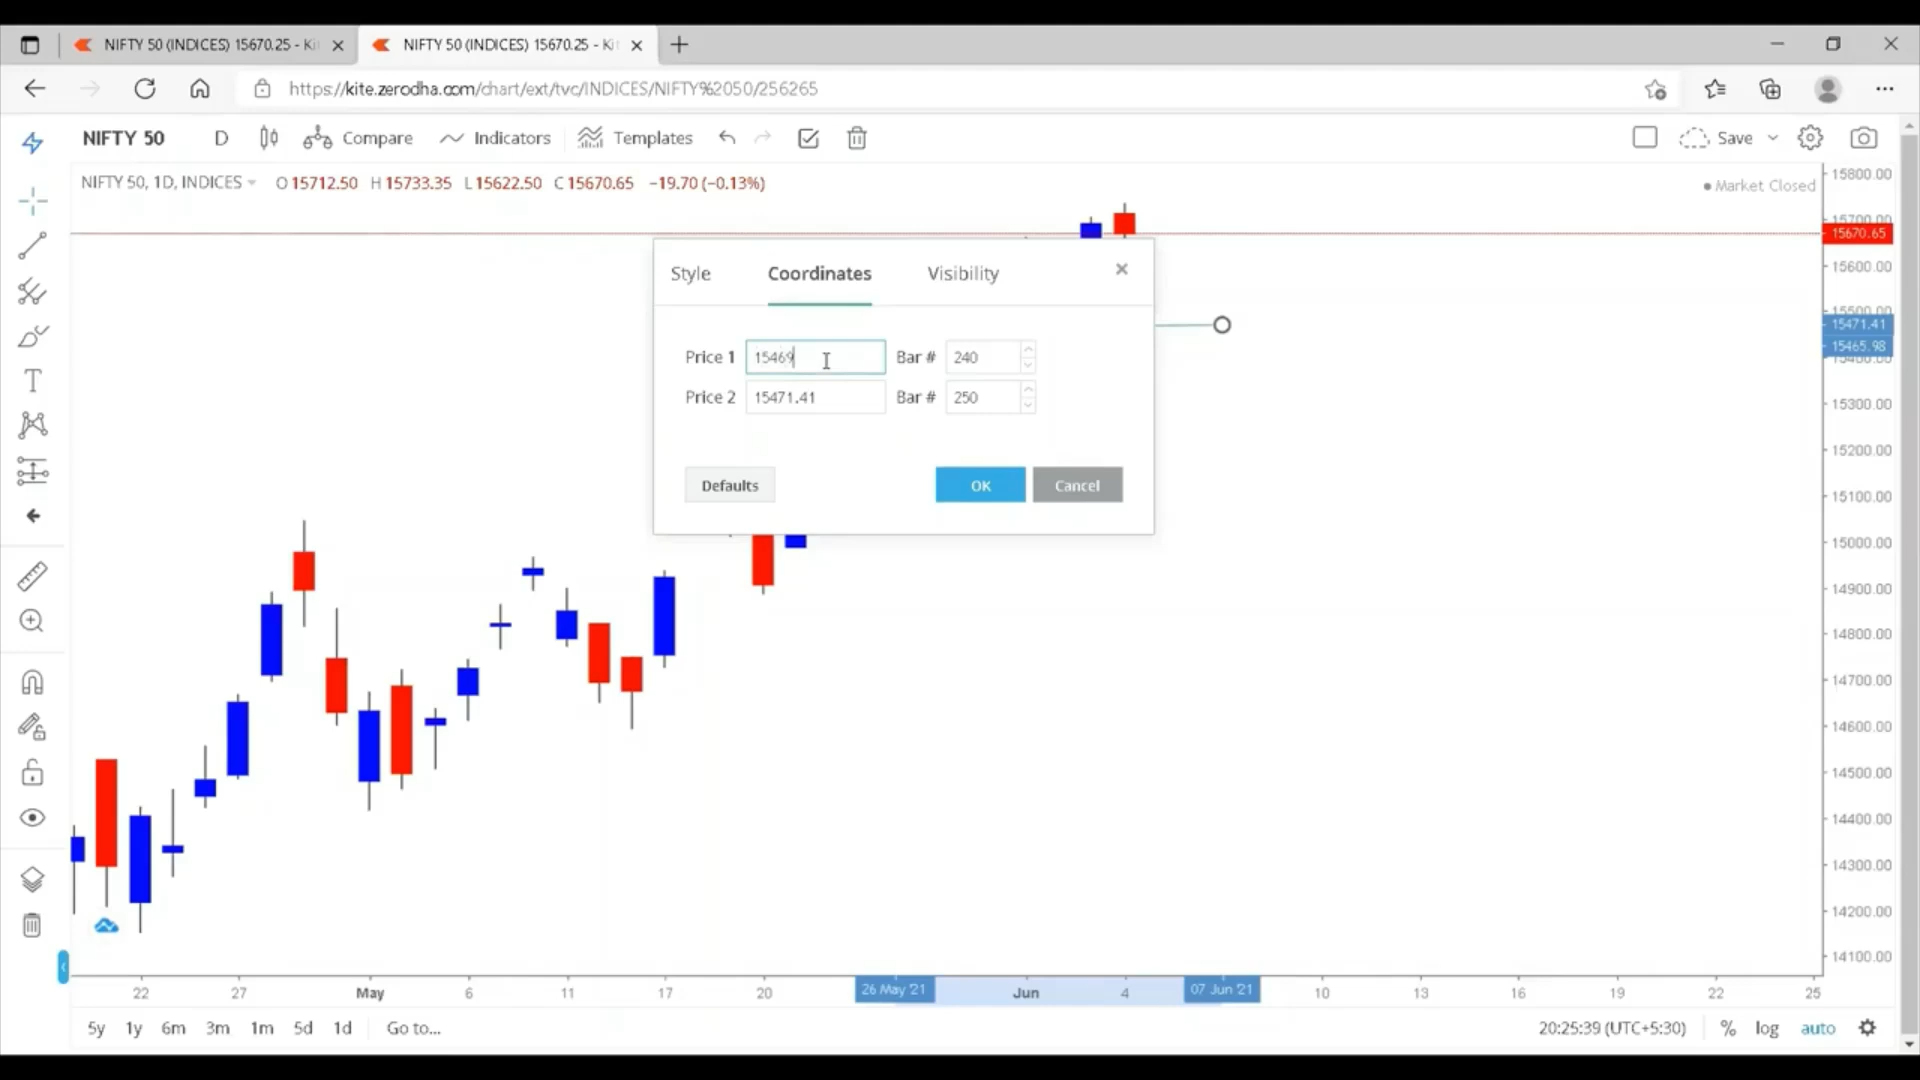 NIFTY 50 (INDICES) 15670.25 - Ki
NIFTY 50 (INDICES) 15670.25 - Ki
https://kite.zerodha.com/chart/ext/tvc/INDICES/NIFTY%2050/256265
NIFTY 50 D Compare Indicators Templates Save
NIFTY 50, 1D, INDICES O 15712.50 H 15733.35 L 15622.50 C 15670.65 −19.70 (−0.13%)
Market Closed
15800.00
15700.00
15670.65
15600.00
15500.00
15471.41
15465.98
15400.00
15300.00
15200.00
15100.00
15000.00
14900.00
14800.00
14700.00
14600.00
14500.00
14400.00
14300.00
14200.00
14100.00
Style Coordinates Visibility
Price 1 15469 Bar # 240
Price 2 15471.41 Bar # 250
Defaults OK Cancel
22 27 May 6 11 17 20 26 May '21 Jun 4 07 Jun '21 10 13 16 19 22 25
5y 1y 6m 3m 1m 5d 1d Go to... 20:25:39 (UTC+5:30) % log auto